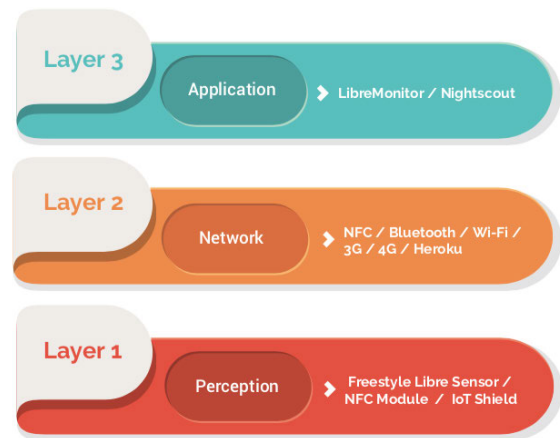 Layer 3
Application
LibreMonitor / Nightscout
Layer 2
Network
NFC / Bluetooth / Wi-Fi /
3G / 4G / Heroku
Layer 1
Perception
Freestyle Libre Sensor /
NFC Module / IoT Shield